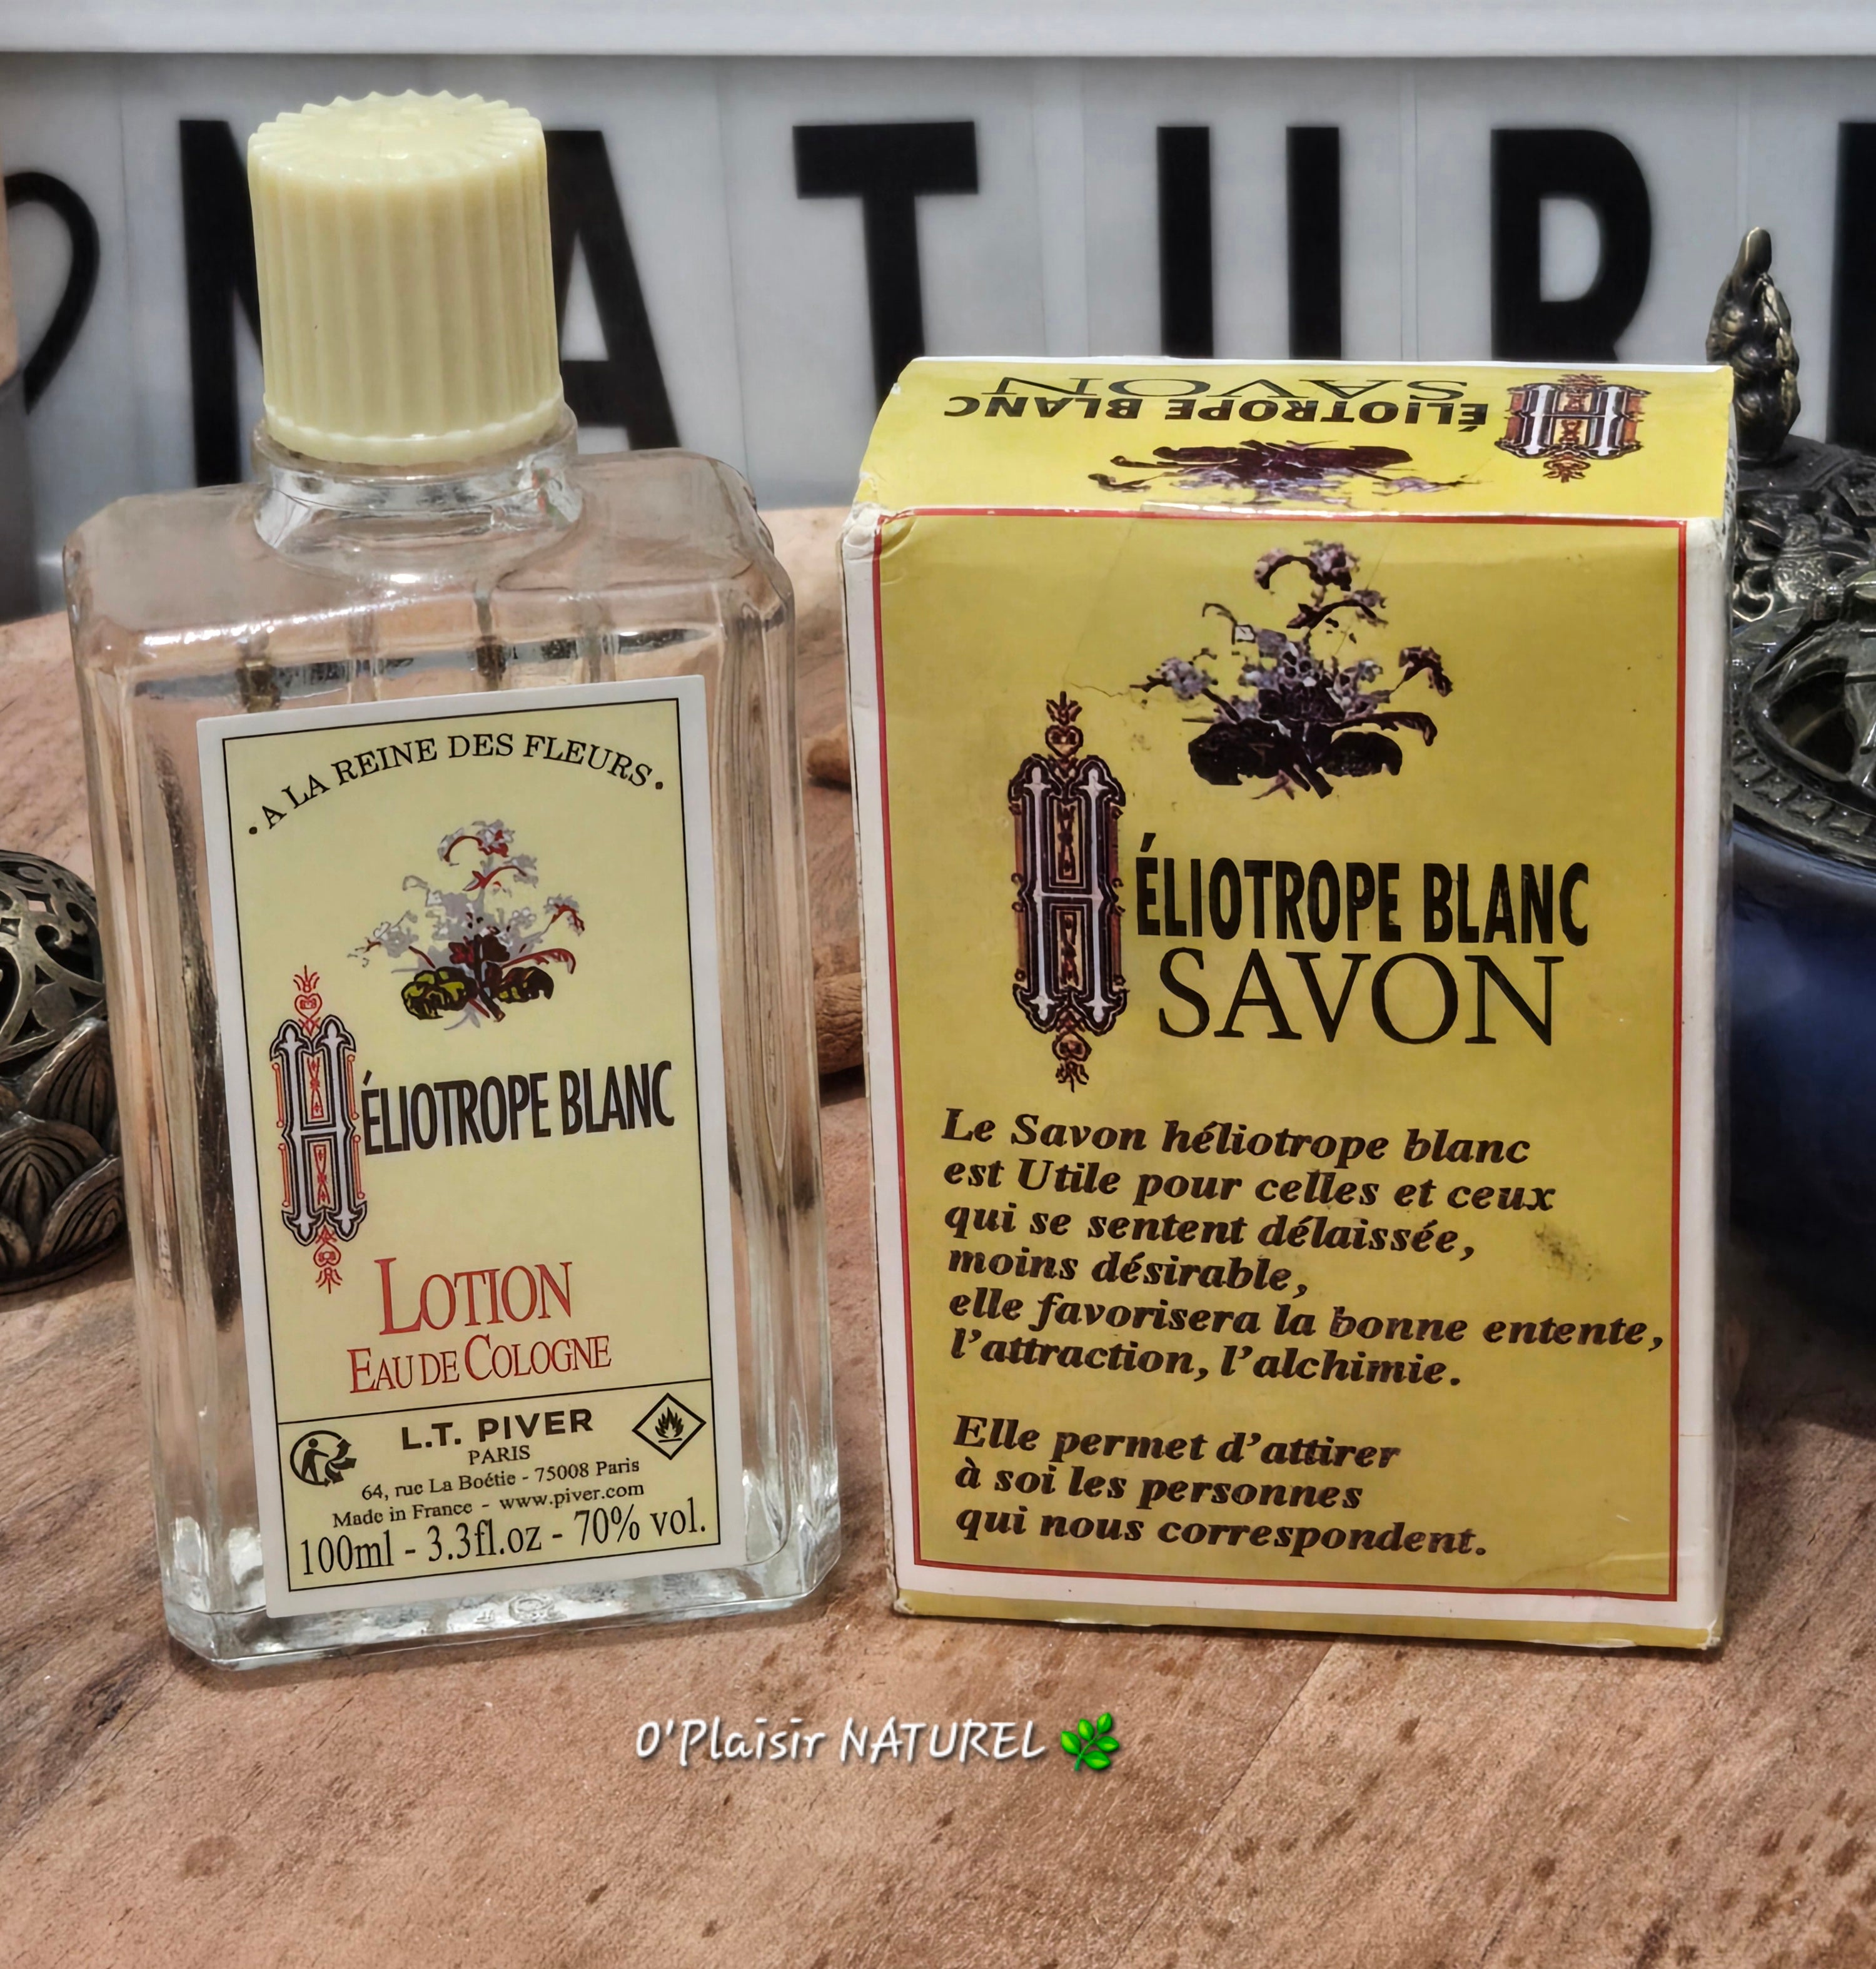 NATUR
· A LA REINE DES FLEURS ·
HÉLIOTROPE BLANC
LOTION
EAU DE COLOGNE
L.T. PIVER
PARIS
64, rue La Boétie - 75008 Paris
Made in France - www.piver.com
100ml - 3.3fl.oz - 70% vol.
HÉLIOTROPE BLANC
SAVON
HÉLIOTROPE BLANC
SAVON
Le Savon héliotrope blanc
est Utile pour celles et ceux
qui se sentent délaissée,
moins désirable,
elle favorisera la bonne entente,
l'attraction, l'alchimie.
Elle permet d'attirer
à soi les personnes
qui nous correspondent.
O'Plaisir NATUREL 🌿